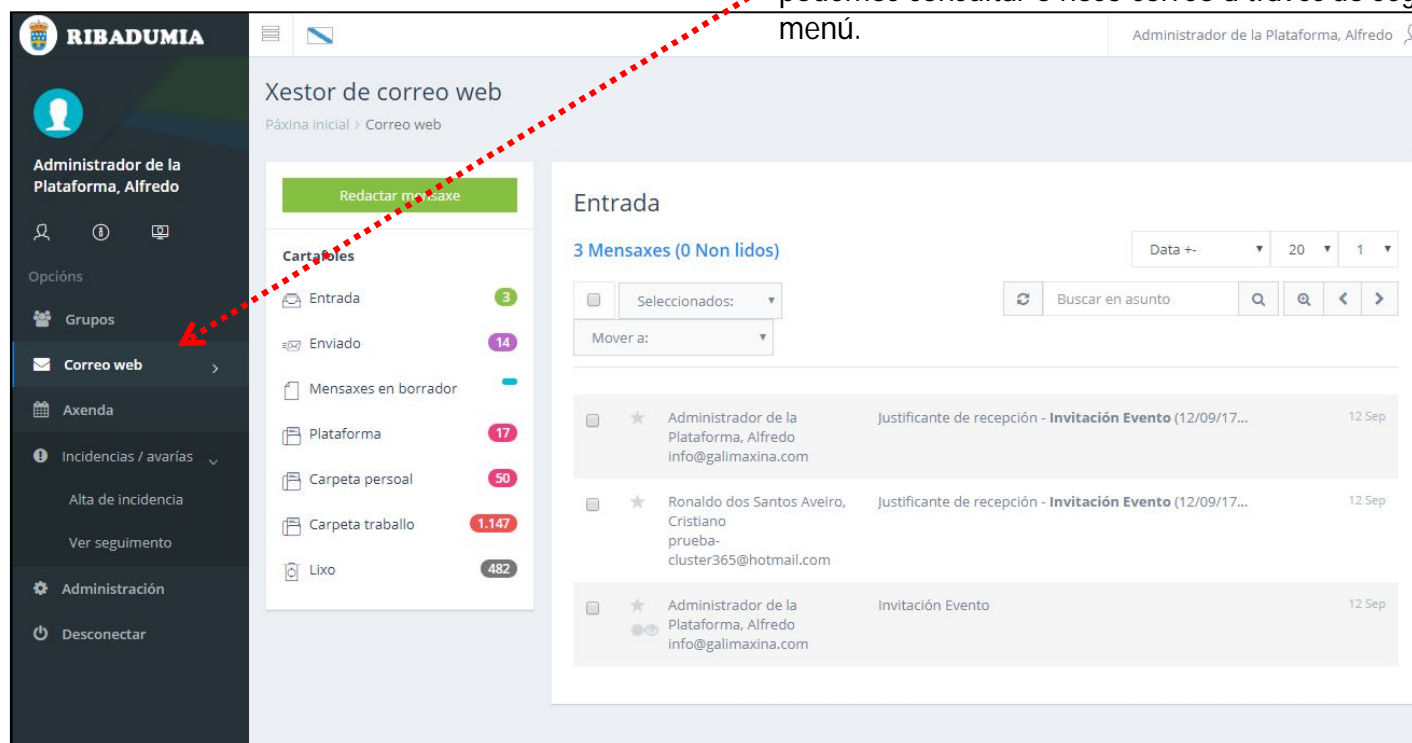 podemos consultar o noso correo a través do
menú.
RIBADUMIA
Administrador de la Plataforma, Alfredo
Administrador de la
Plataforma, Alfredo
Opcións
Grupos
Correo web
Axenda
Incidencias / avarías
Alta de incidencia
Ver seguimento
Administración
Desconectar
Xestor de correo web
Páxina inicial > Correo web
Redactar mensaxe
Cartafoles
Entrada 3
Enviado 14
Mensaxes en borrador
Plataforma 17
Carpeta persoal 50
Carpeta traballo 1.147
Lixo 482
Entrada
3 Mensaxes (0 Non lidos)
Data +- 20 1
Seleccionados:
Buscar en asunto
Mover a:
Administrador de la Justificante de recepción - Invitación Evento (12/09/17... 12 Sep
Plataforma, Alfredo
info@galimaxina.com
Ronaldo dos Santos Aveiro, Justificante de recepción - Invitación Evento (12/09/17... 12 Sep
Cristiano
prueba-
cluster365@hotmail.com
Administrador de la Invitación Evento 12 Sep
Plataforma, Alfredo
info@galimaxina.com